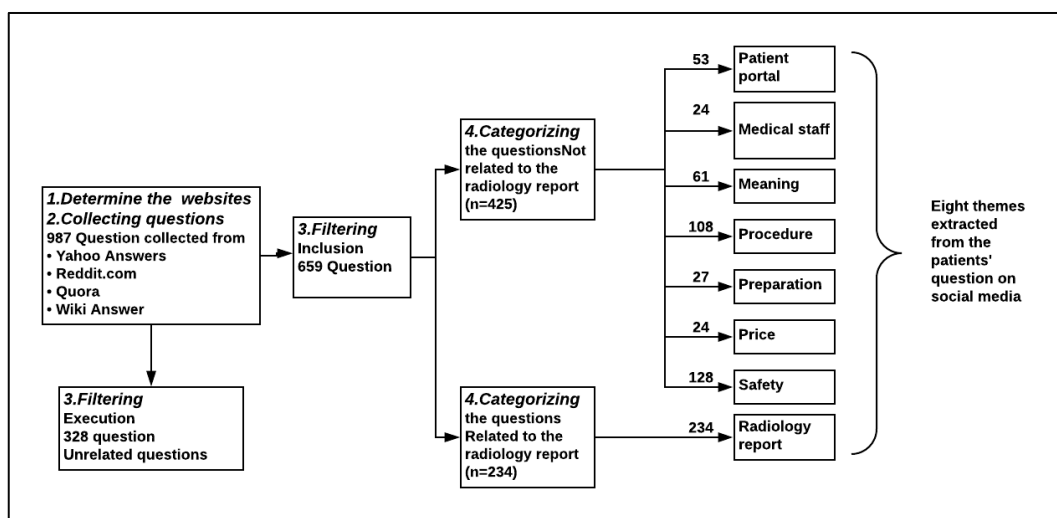 1.Determine the websites
2.Collecting questions
987 Question collected from
• Yahoo Answers
• Reddit.com
• Quora
• Wiki Answer
3.Filtering
Execution
328 question
Unrelated questions
3.Filtering
Inclusion
659 Question
4.Categorizing
the questionsNot
related to the
radiology report
(n=425)
4.Categorizing
the questions
Related to the
radiology report
(n=234)
53
Patient
portal
24
Medical staff
61
Meaning
108
Procedure
27
Preparation
24
Price
128
Safety
234
Radiology
report
Eight themes
extracted
from the
patients'
question on
social media